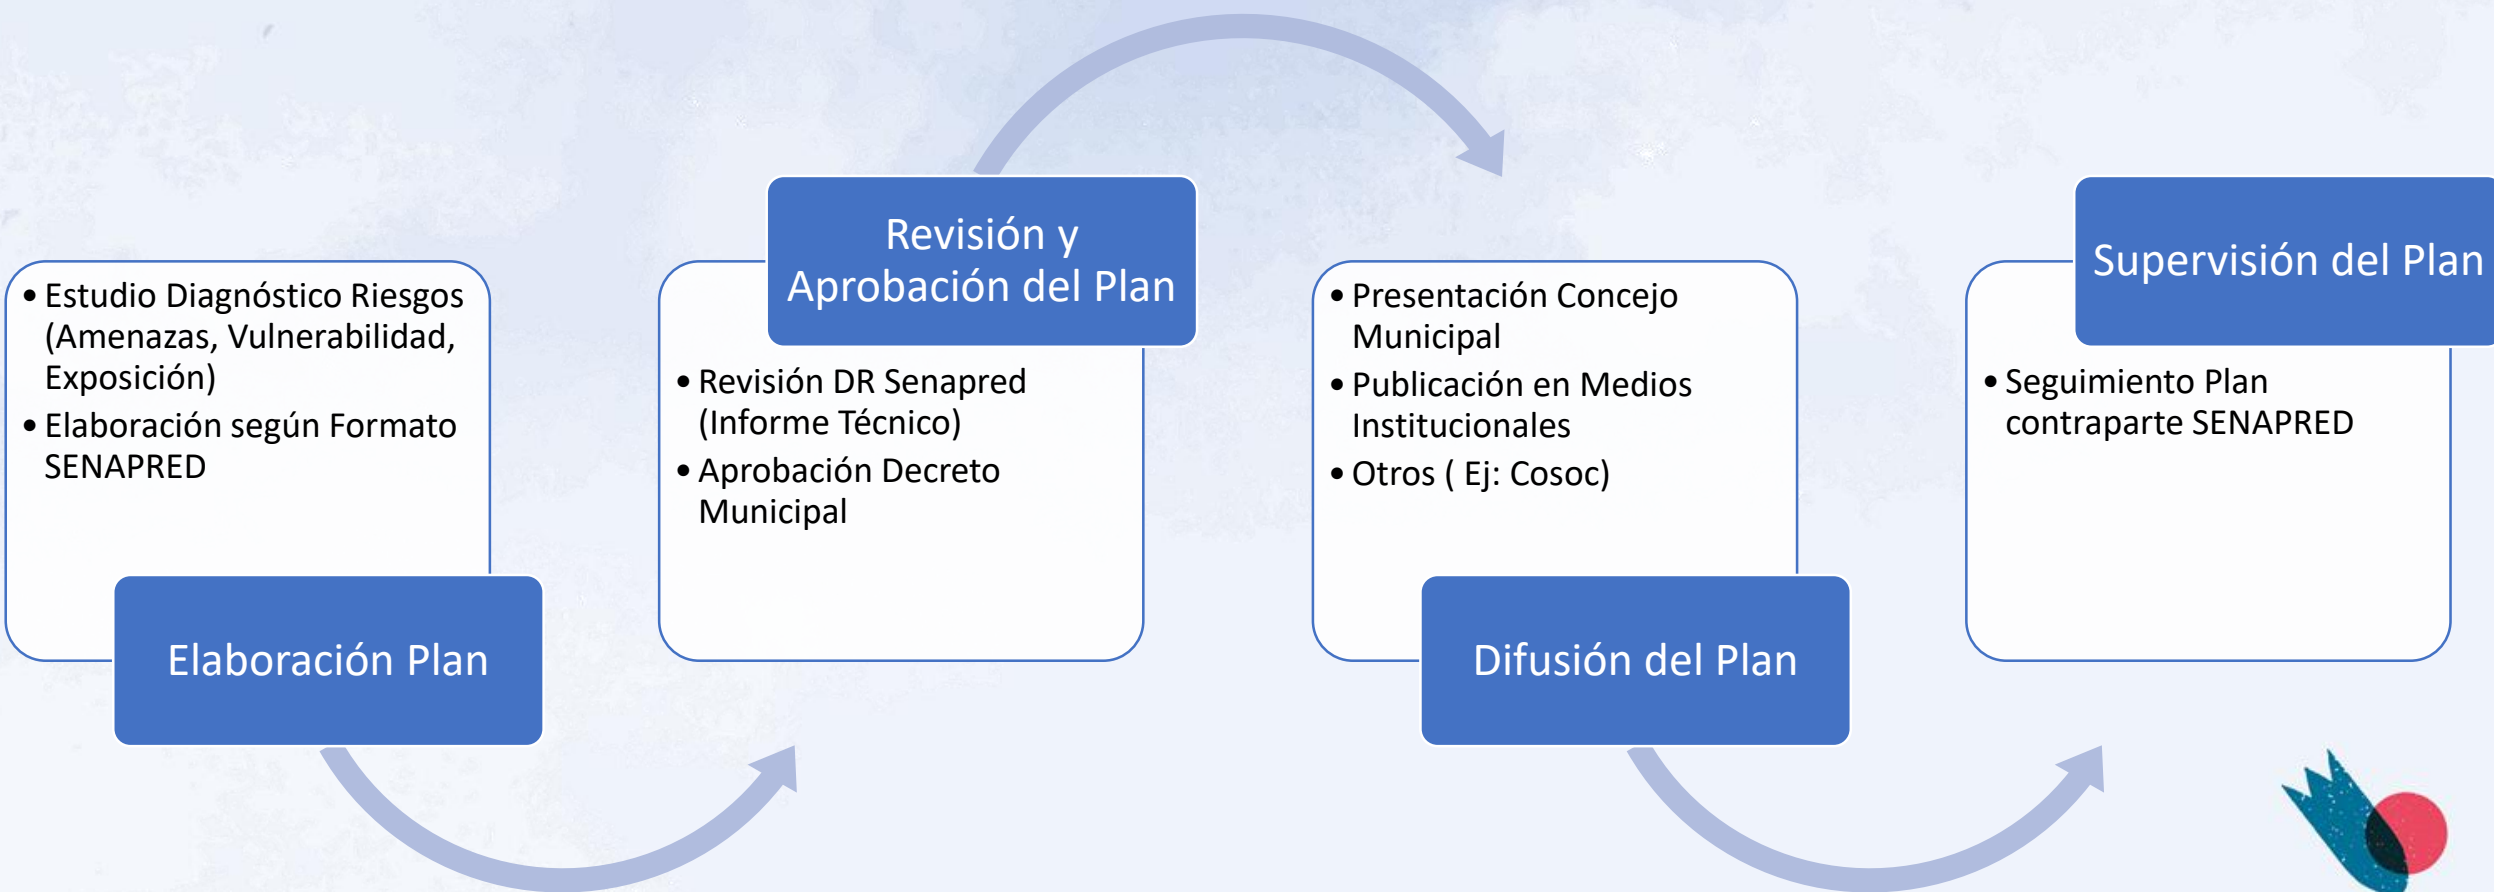 • Estudio Diagnóstico Riesgos
(Amenazas, Vulnerabilidad,
Exposición)
• Elaboración según Formato
SENAPRED
Elaboración Plan
Revisión y
Aprobación del Plan
• Revisión DR Senapred
(Informe Técnico)
• Aprobación Decreto
Municipal
• Presentación Concejo
Municipal
• Publicación en Medios
Institucionales
• Otros ( Ej: Cosoc)
Difusión del Plan
Supervisión del Plan
• Seguimiento Plan
contraparte SENAPRED